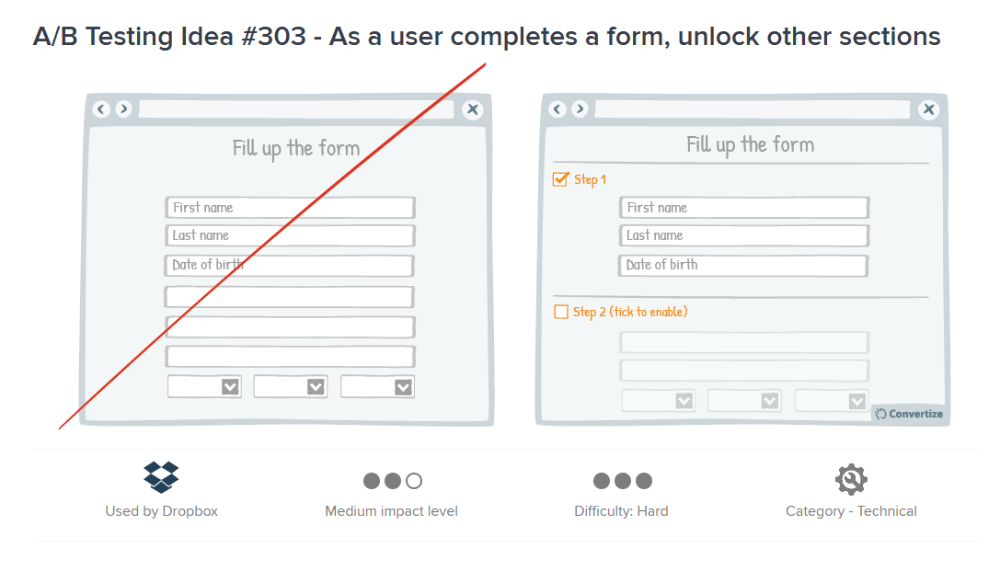 A/B Testing Idea #303 - As a user completes a form, unlock other sections
Fill up the form
First name
Last name
Date of birth
Fill up the form
Step 1
First name
Last name
Date of birth
Step 2 (tick to enable)
Convertize
Used by Dropbox
Medium impact level
Difficulty: Hard
Category - Technical